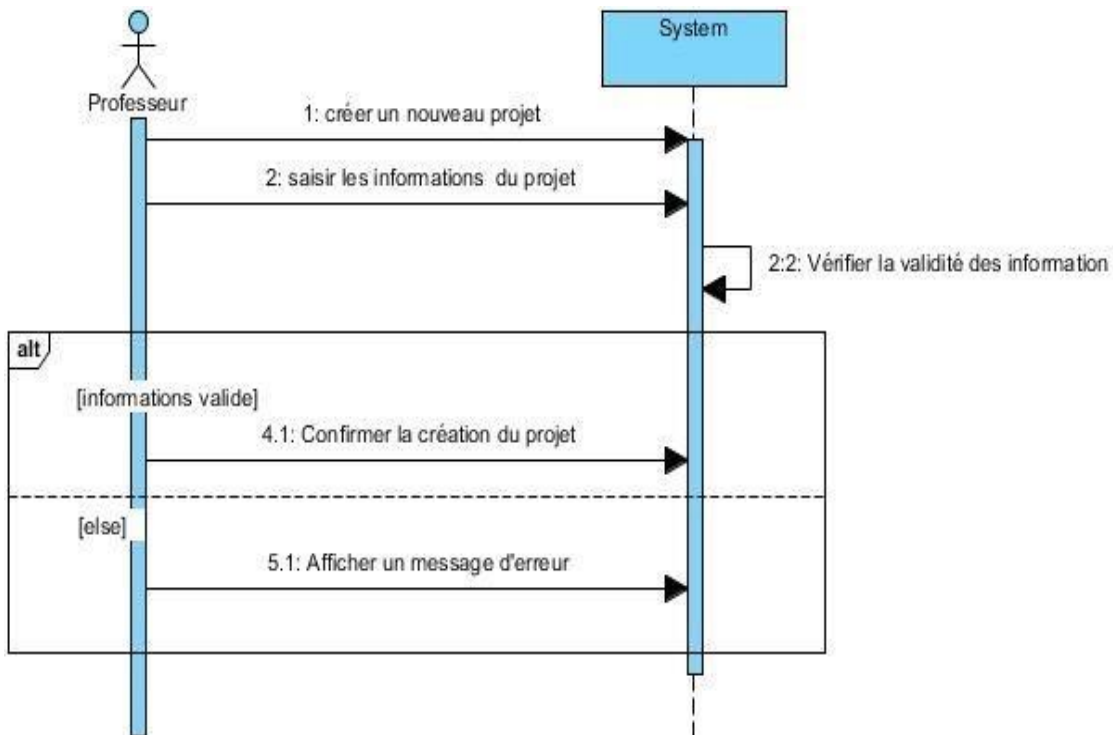 System
Professeur
1: créer un nouveau projet
2: saisir les informations du projet
2:2: Vérifier la validité des information
alt
[informations valide]
4.1: Confirmer la création du projet
[else]
5.1: Afficher un message d'erreur